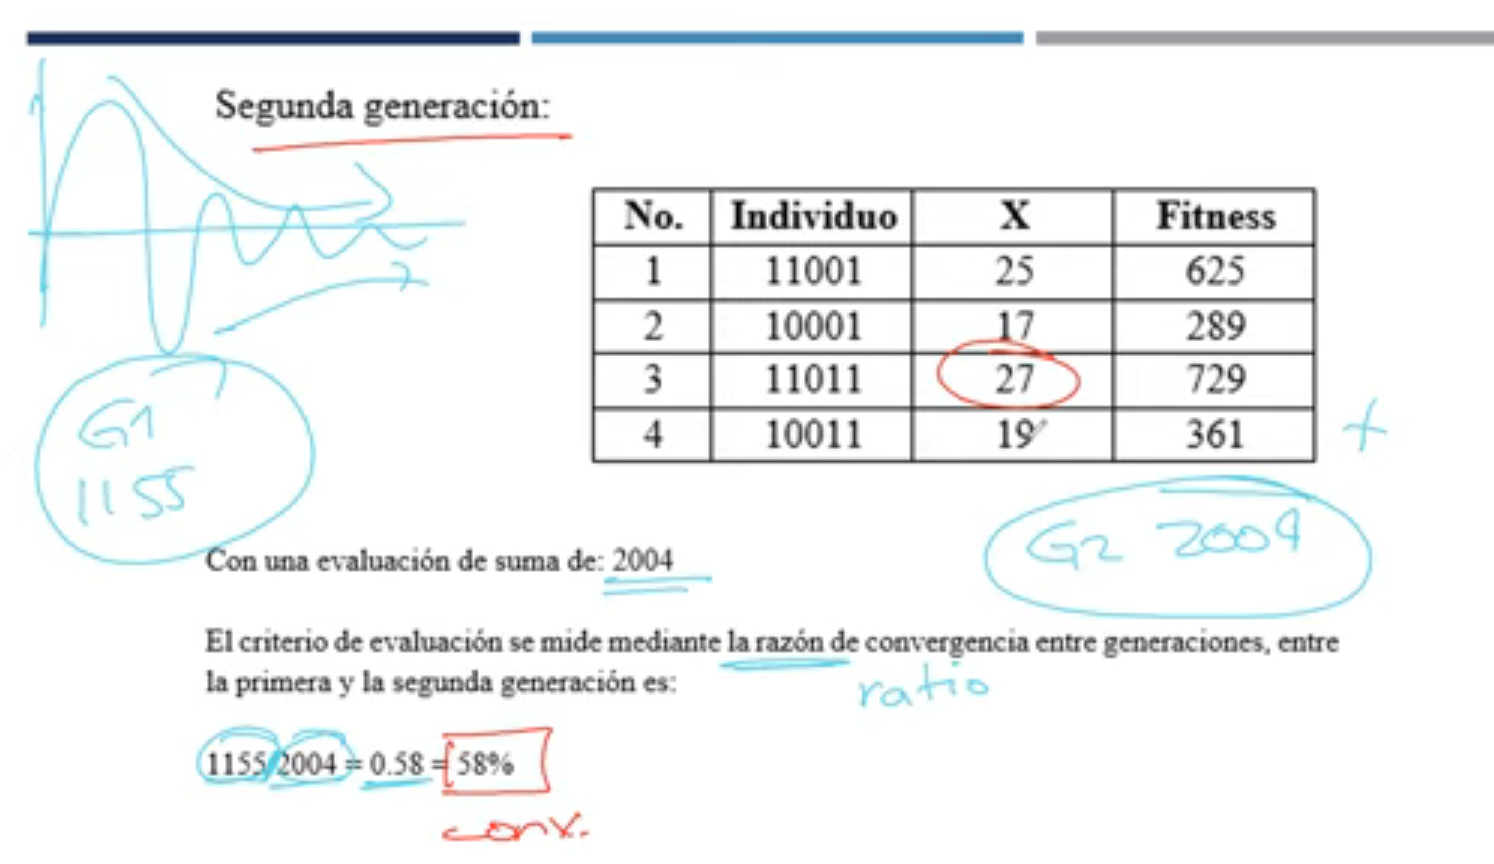 Segunda generación:
No. Individuo X Fitness
1 11001 25 625
2 10001 17 289
3 11011 27 729
4 10011 19 361
+
G1
1155
G2 2004
Con una evaluación de suma de: 2004
El criterio de evaluación se mide mediante la razón de convergencia entre generaciones, entre
la primera y la segunda generación es:
ratio
1155/2004 = 0.58 = 58%
conv.